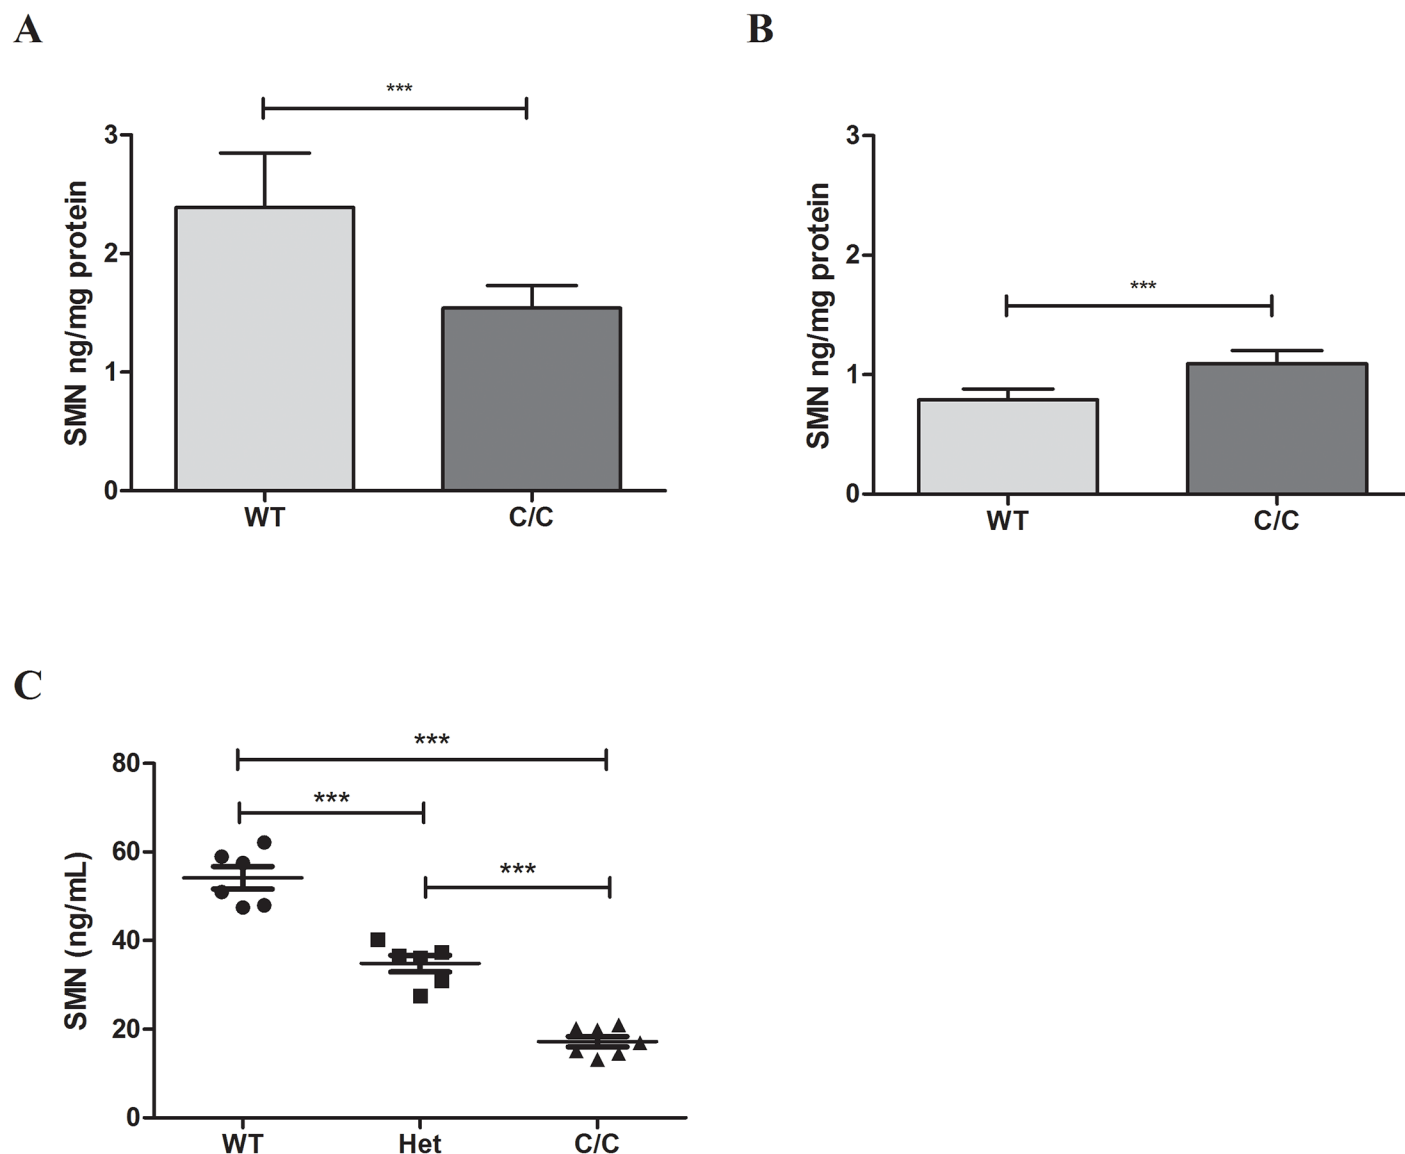 A
***
3
2
1
0
SMN ng/mg protein
WT
C/C
B
3
2
1
0
SMN ng/mg protein
***
WT
C/C
C
***
***
***
80
60
40
20
0
SMN (ng/mL)
WT
Het
C/C